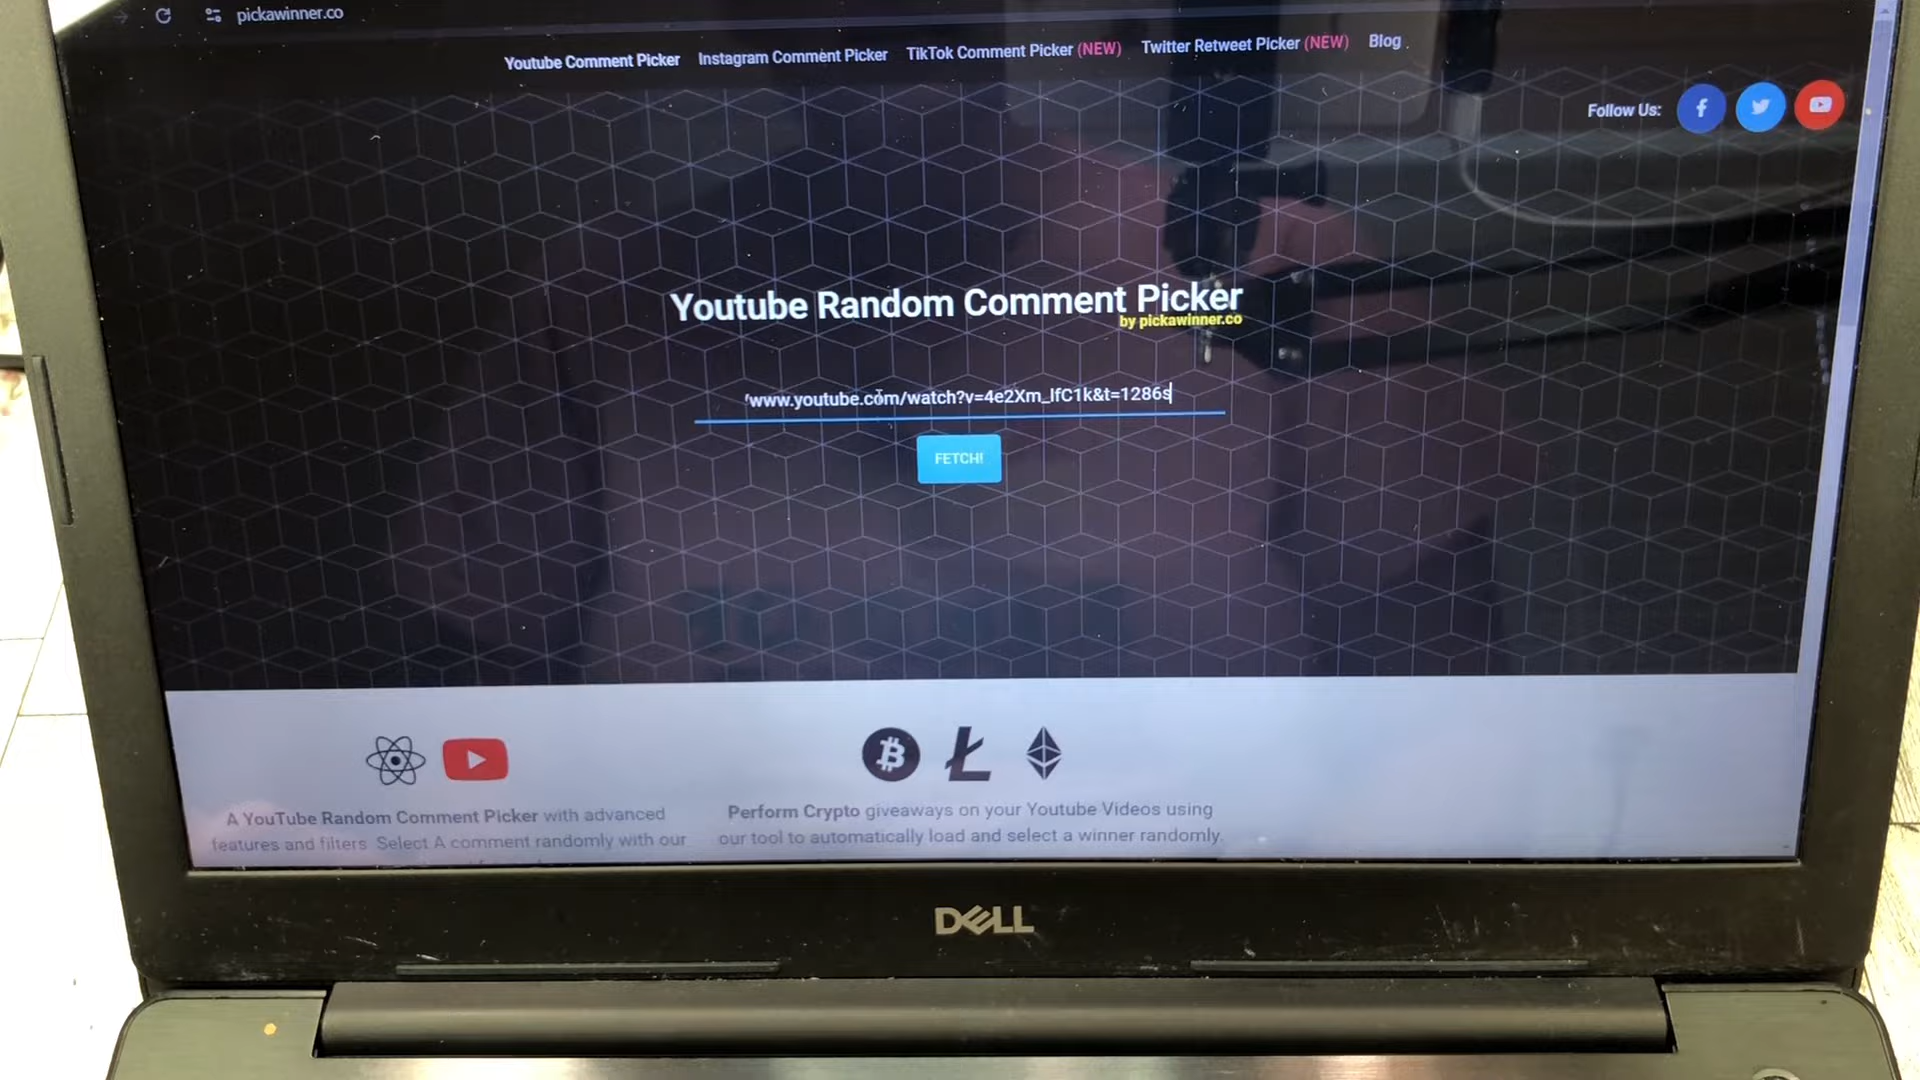 pickawinner.co
Youtube Comment Picker Instagram Comment Picker TikTok Comment Picker (NEW) Twitter Retweet Picker (NEW) Blog
Follow Us:
Youtube Random Comment Picker
by pickawinner.co
www.youtube.com/watch?v=4e2Xm_IfC1k&t=1286s
FETCH!
A YouTube Random Comment Picker with advanced
features and filters Select A comment randomly with our
Perform Crypto giveaways on your Youtube Videos using
our tool to automatically load and select a winner randomly.
DELL